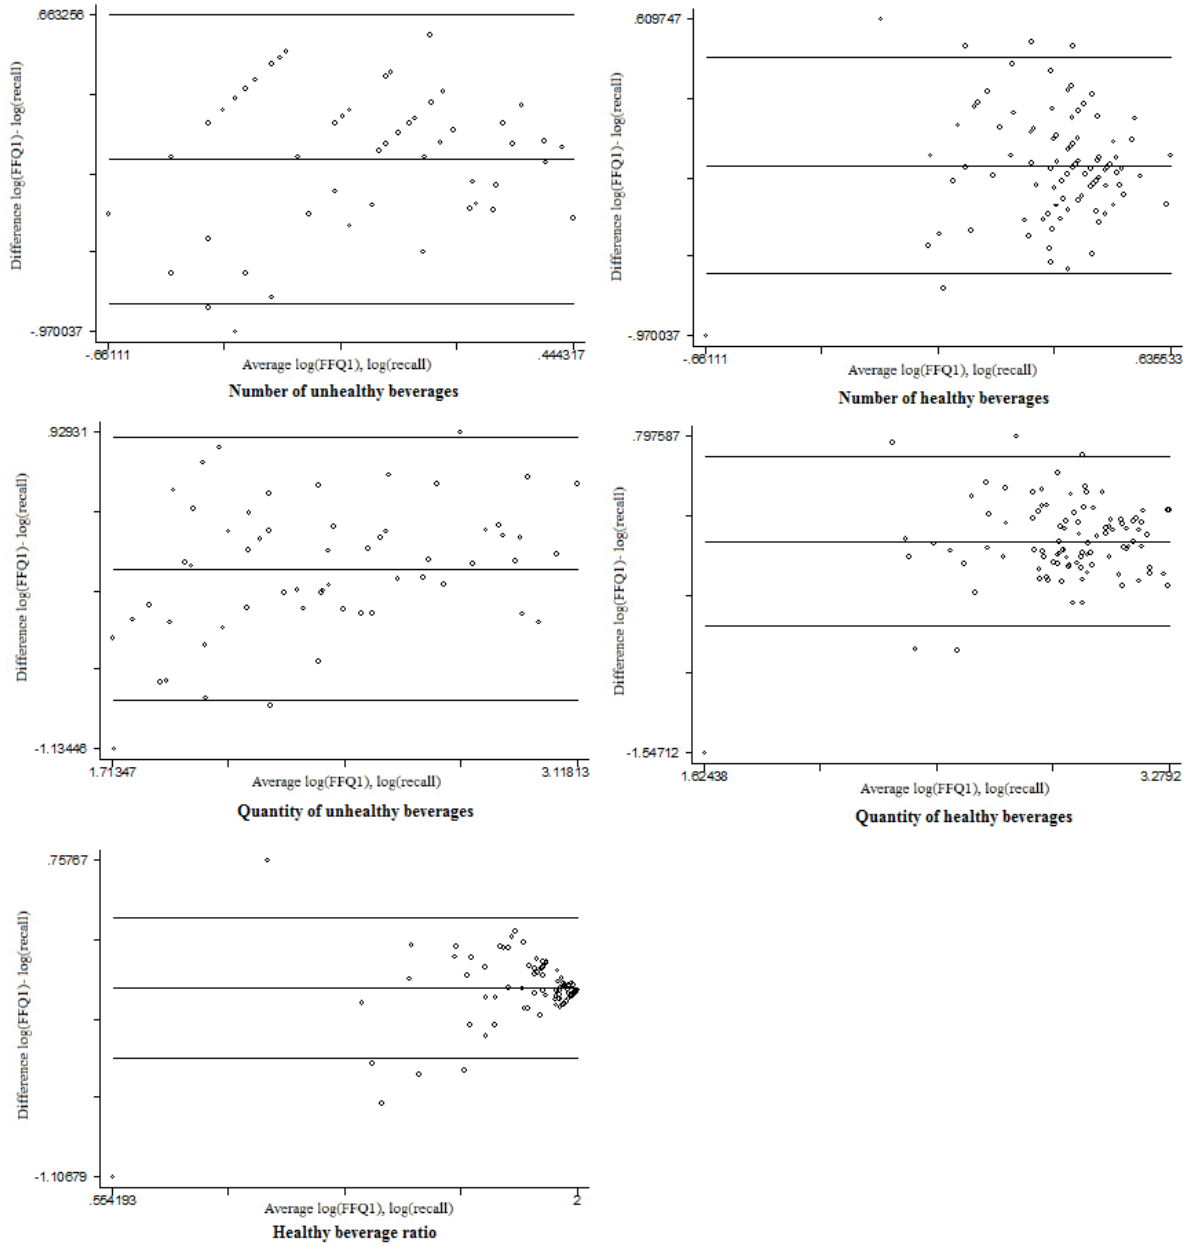 .663256
Difference log(FFQ1)- log(recall)
-.970037
-.66111
.444317
Average log(FFQ1), log(recall)
Number of unhealthy beverages
.609747
Difference log(FFQ1)- log(recall)
-.970037
-.66111
.635533
Average log(FFQ1), log(recall)
Number of healthy beverages
.92931
Difference log(FFQ1)- log(recall)
-1.13446
1.71347
3.11813
Average log(FFQ1), log(recall)
Quantity of unhealthy beverages
.797587
Difference log(FFQ1)- log(recall)
-1.54712
1.62438
3.2792
Average log(FFQ1), log(recall)
Quantity of healthy beverages
.75767
Difference log(FFQ1)- log(recall)
-1.10679
.554193
2
Average log(FFQ1), log(recall)
Healthy beverage ratio